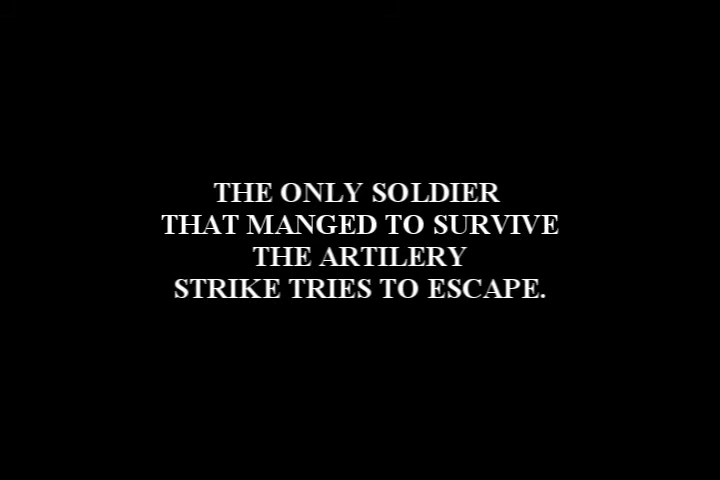 THE ONLY SOLDIER
THAT MANGED TO SURVIVE
THE ARTILERY
STRIKE TRIES TO ESCAPE.